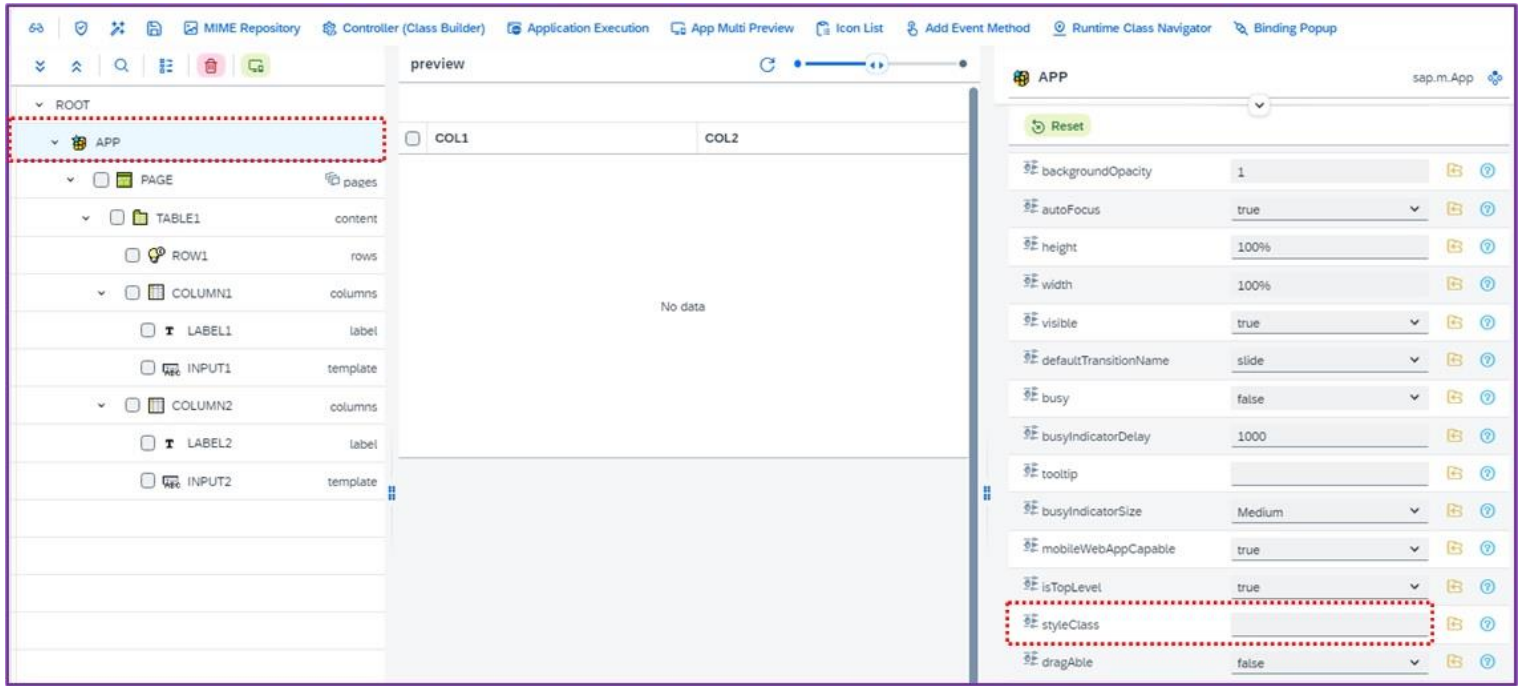 MIME Repository Controller (Class Builder) Application Execution App Multi Preview Icon List Add Event Method Runtime Class Navigator Binding Popup
preview
ROOT
APP
PAGE pages
TABLE1 content
ROW1 rows
COLUMN1 columns
LABEL1 label
INPUT1 template
COLUMN2 columns
LABEL2 label
INPUT2 template
COL1 COL2
No data
APP sap.m.App
Reset
backgroundOpacity 1
autoFocus true
height 100%
width 100%
visible true
defaultTransitionName slide
busy false
busyIndicatorDelay 1000
tooltip
busyIndicatorSize Medium
mobileWebAppCapable true
isTopLevel true
styleClass
dragAble false